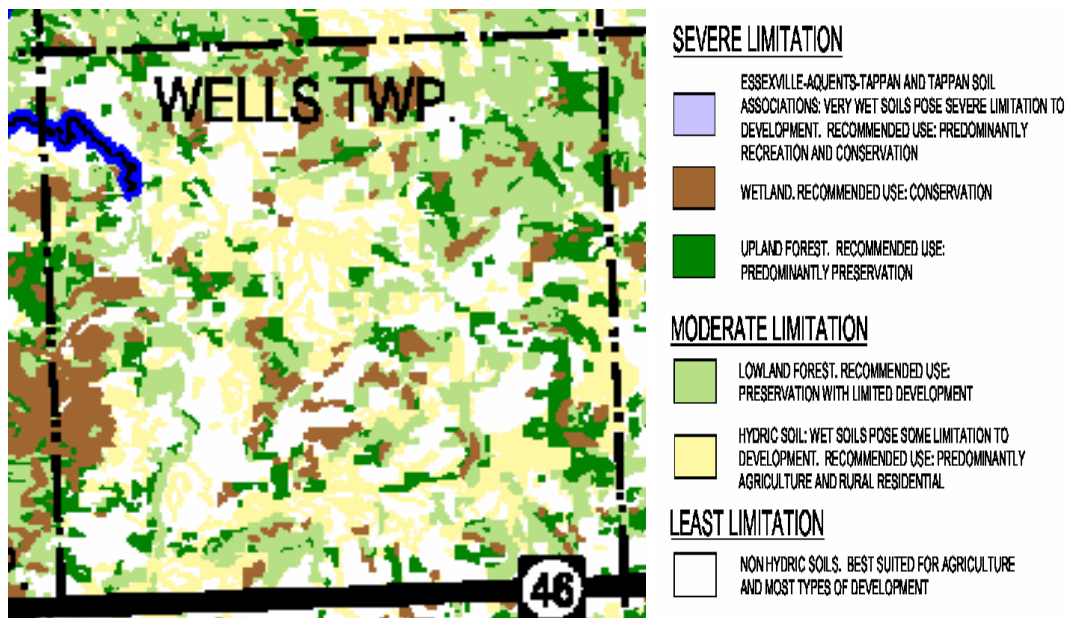 WELLS TWP.
46
SEVERE LIMITATION
ESSEXVILLE-AQUENTS-TAPPAN AND TAPPAN SOIL
ASSOCIATIONS: VERY WET SOILS POSE SEVERE LIMITATION TO
DEVELOPMENT. RECOMMENDED USE: PREDOMINANTLY
RECREATION AND CONSERVATION
WETLAND. RECOMMENDED USE: CONSERVATION
UPLAND FOREST. RECOMMENDED USE:
PREDOMINANTLY PRESERVATION
MODERATE LIMITATION
LOWLAND FOREST. RECOMMENDED USE:
PRESERVATION WITH LIMITED DEVELOPMENT
HYDRIC SOIL: WET SOILS POSE SOME LIMITATION TO
DEVELOPMENT. RECOMMENDED USE: PREDOMINANTLY
AGRICULTURE AND RURAL RESIDENTIAL
LEAST LIMITATION
NON HYDRIC SOILS. BEST SUITED FOR AGRICULTURE
AND MOST TYPES OF DEVELOPMENT